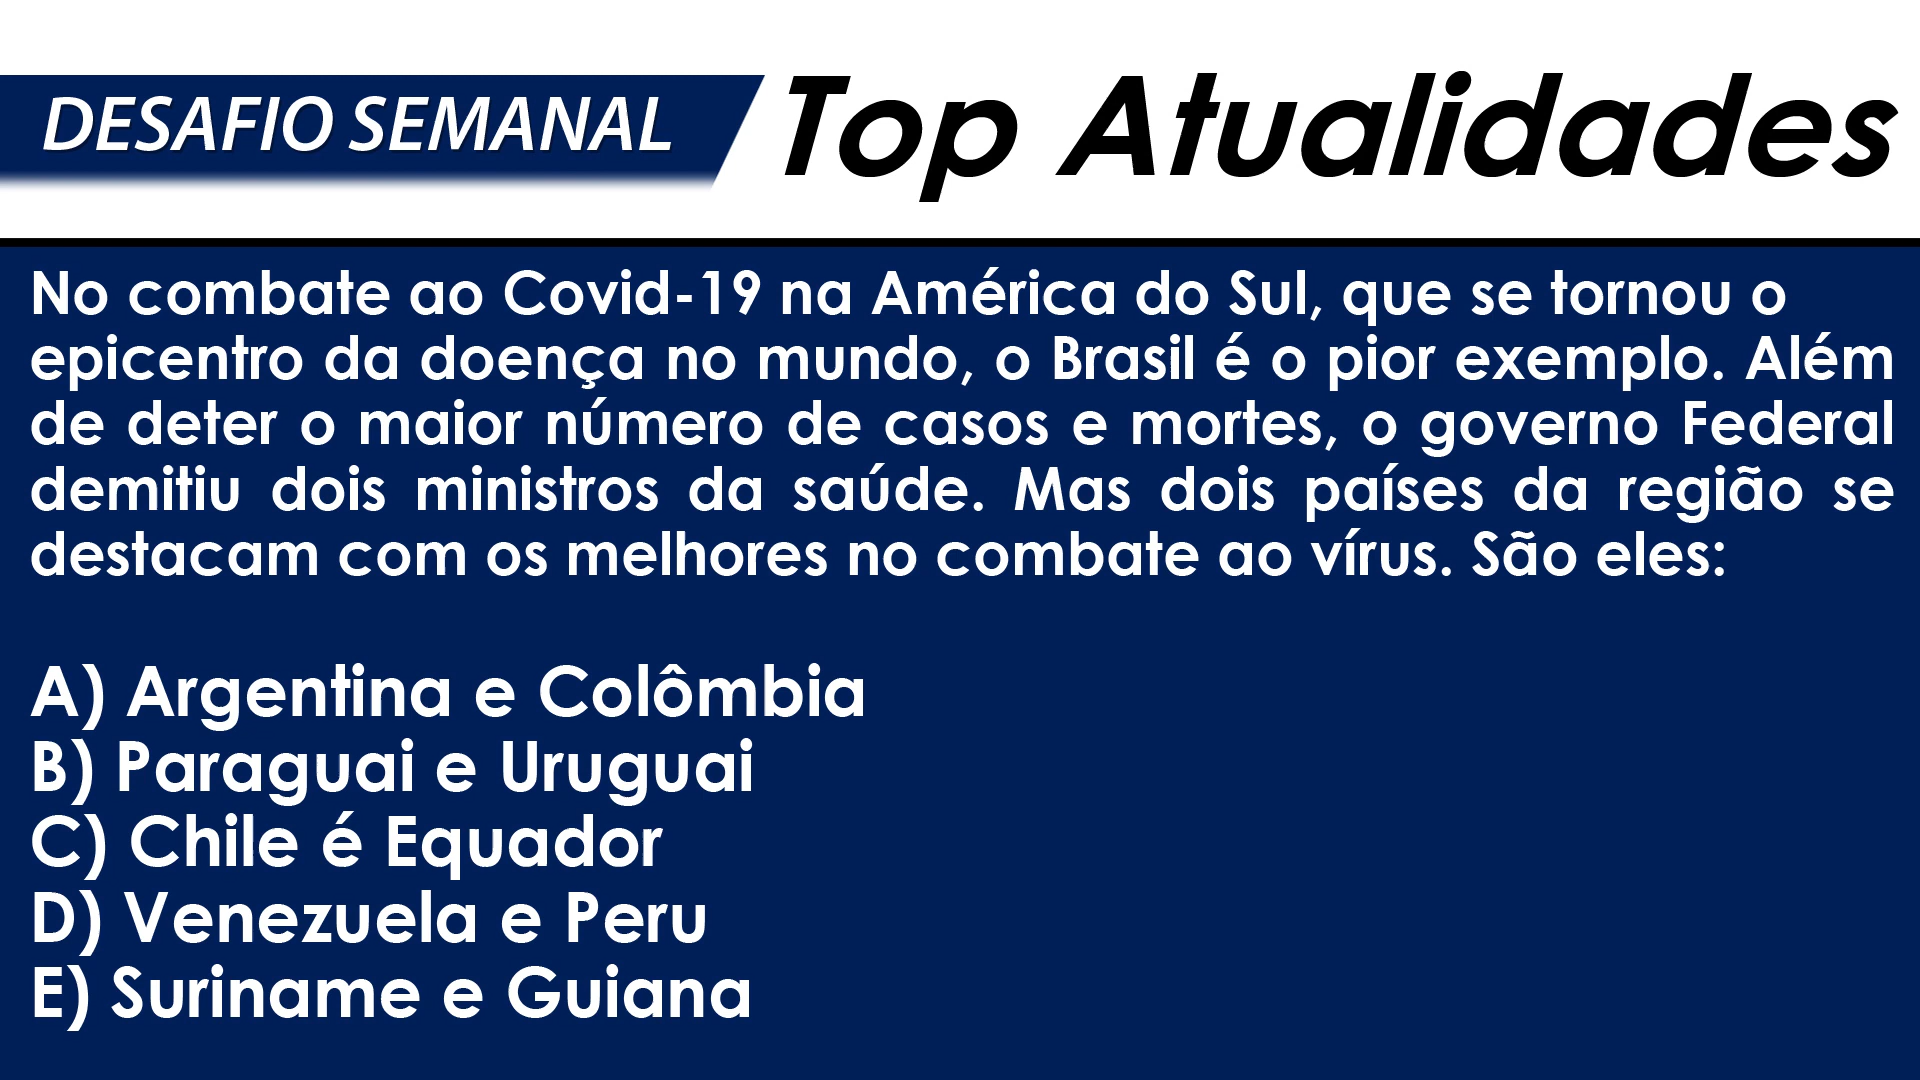 DESAFIO SEMANAL
Top Atualidades
No combate ao Covid-19 na América do Sul, que se tornou o
epicentro da doença no mundo, o Brasil é o pior exemplo. Além
de deter o maior número de casos e mortes, o governo Federal
demitiu dois ministros da saúde. Mas dois países da região se
destacam com os melhores no combate ao vírus. São eles:
A) Argentina e Colômbia
B) Paraguai e Uruguai
C) Chile é Equador
D) Venezuela e Peru
E) Suriname e Guiana